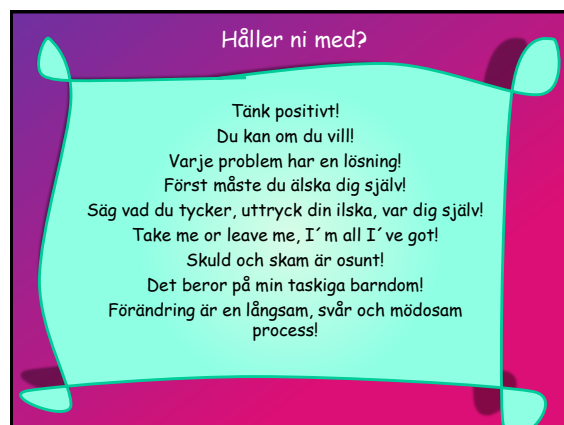 Håller ni med?
Tänk positivt!
Du kan om du vill!
Varje problem har en lösning!
Först måste du älska dig själv!
Säg vad du tycker, uttryck din ilska, var dig själv!
Take me or leave me, I´m all I´ve got!
Skuld och skam är osunt!
Det beror på min taskiga barndom!
Förändring är en långsam, svår och mödosam
process!